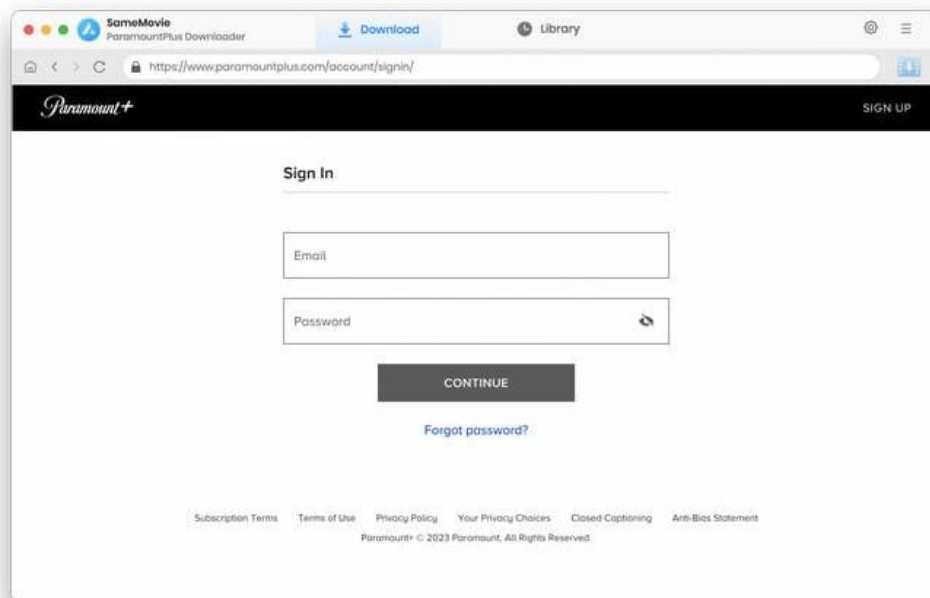 SameMovie
ParamountPlus Downloader
Download
Library
https://www.paramountplus.com/account/signin/
Paramount+
SIGN UP
Sign In
Email
Password
CONTINUE
Forgot password?
Subscription Terms Terms of Use Privacy Policy Your Privacy Choices Closed Captioning Anti-Bias Statement
Paramount+ © 2023 Paramount. All Rights Reserved.